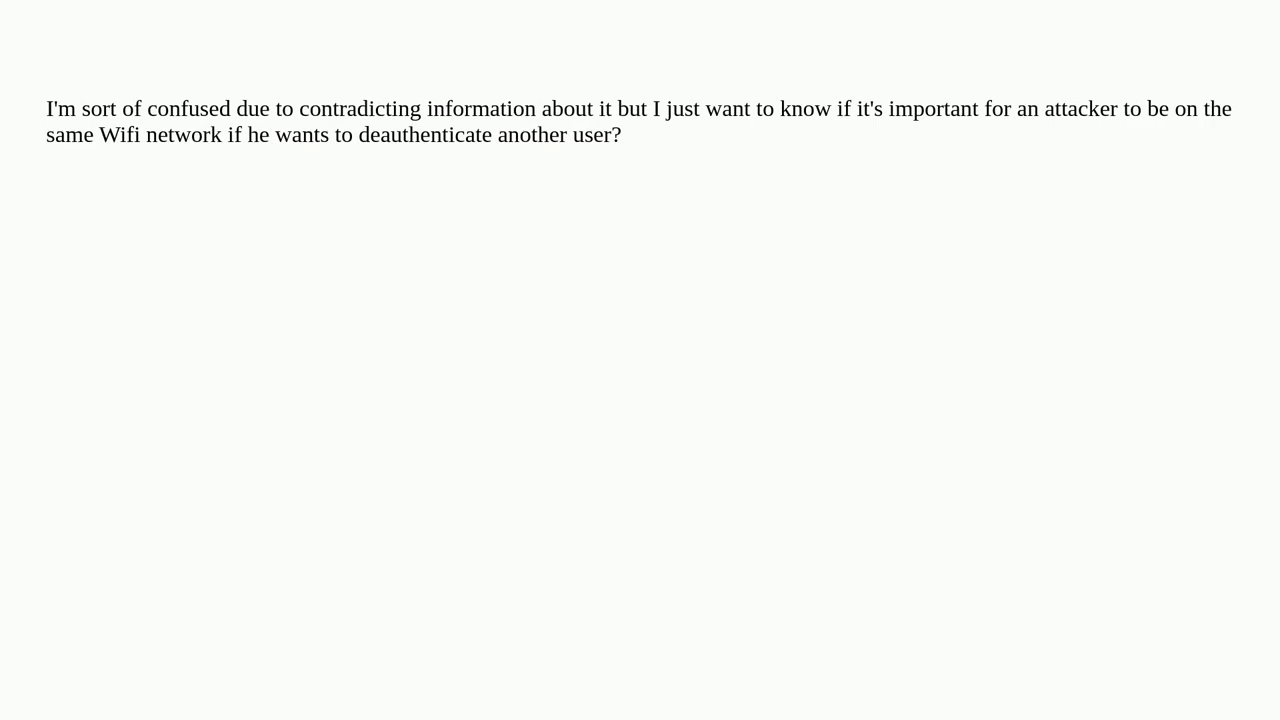 I'm sort of confused due to contradicting information about it but I just want to know if it's important for an attacker to be on the
same Wifi network if he wants to deauthenticate another user?